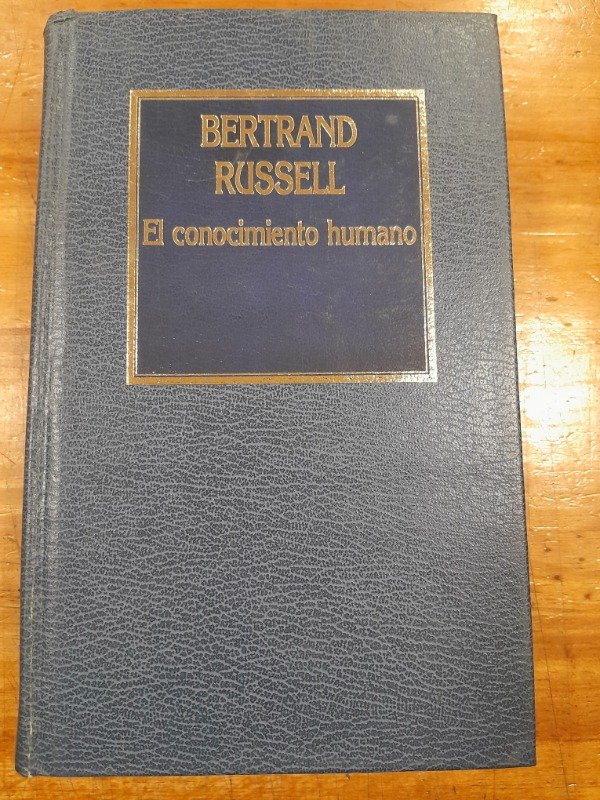 BERTRAND
RUSSELL
El conocimiento humano